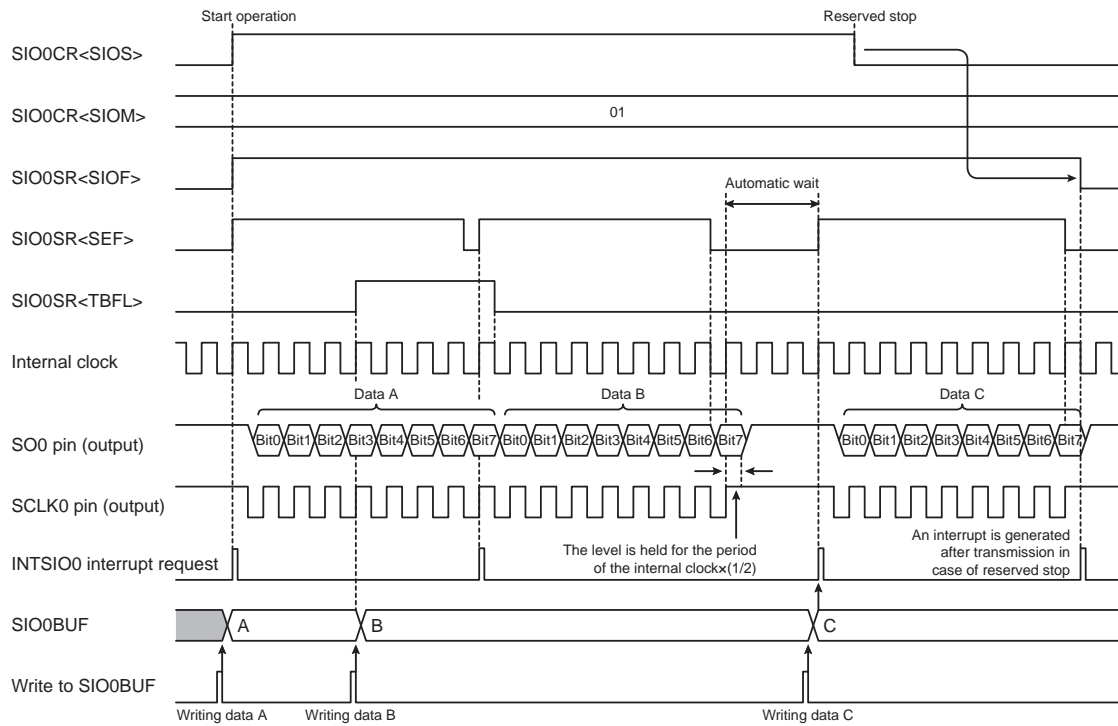 Start operation
Reserved stop
SIO0CR<SIOS>
SIO0CR<SIOM>
01
SIO0SR<SIOF>
Automatic wait
SIO0SR<SEF>
SIO0SR<TBFL>
Internal clock
Data A
Data B
Data C
SO0 pin (output)
Bit0 Bit1 Bit2 Bit3 Bit4 Bit5 Bit6 Bit7 Bit0 Bit1 Bit2 Bit3 Bit4 Bit5 Bit6 Bit7 Bit0 Bit1 Bit2 Bit3 Bit4 Bit5 Bit6 Bit7
SCLK0 pin (output)
The level is held for the period
of the internal clock×(1/2)
An interrupt is generated
after transmission in
case of reserved stop
INTSIO0 interrupt request
SIO0BUF
A
B
C
Write to SIO0BUF
Writing data A
Writing data B
Writing data C